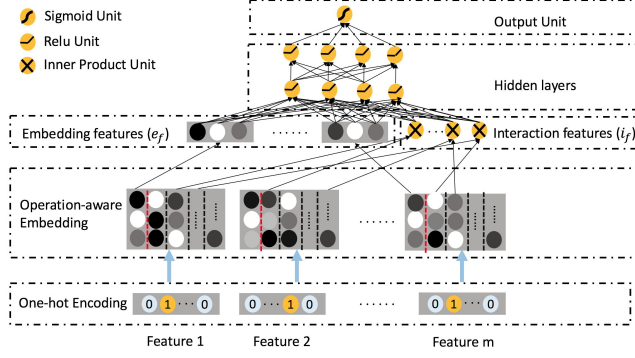 Sigmoid Unit
Relu Unit
Inner Product Unit
Output Unit
Hidden layers
Embedding features (e_f)
......
...
Interaction features (i_f)
Operation-aware
Embedding
......
One-hot Encoding
0 1 ··· 0
0 ··· 1 0
......
0 1 ··· 0
Feature 1
Feature 2
Feature m